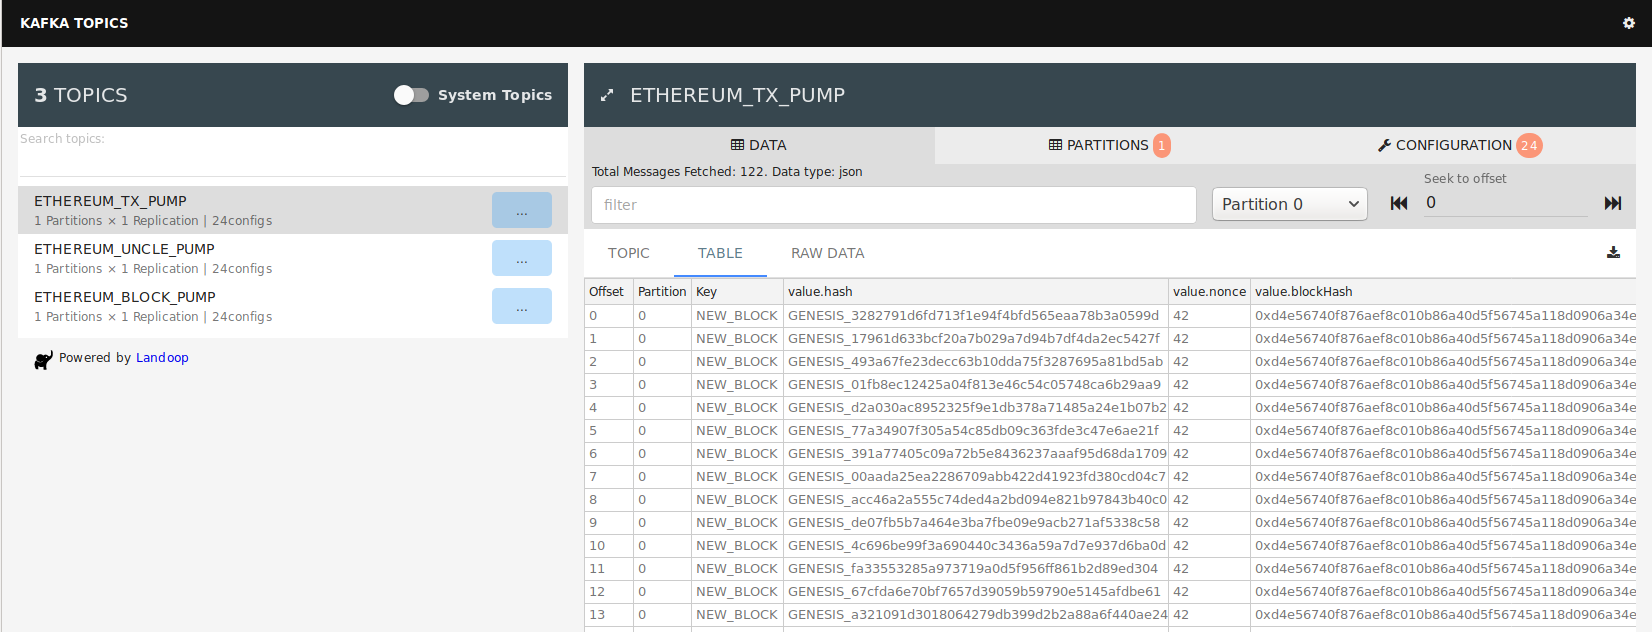 KAFKA TOPICS
3 TOPICS
System Topics
Search topics:
ETHEREUM_TX_PUMP
1 Partitions × 1 Replication | 24configs
...
ETHEREUM_UNCLE_PUMP
1 Partitions × 1 Replication | 24configs
...
ETHEREUM_BLOCK_PUMP
1 Partitions × 1 Replication | 24configs
...
Powered by Landoop
ETHEREUM_TX_PUMP
DATA
PARTITIONS 1
CONFIGURATION 24
Total Messages Fetched: 122. Data type: json
filter
Partition 0
Seek to offset
0
TOPIC TABLE RAW DATA
Offset Partition Key value.hash value.nonce value.blockHash
0 0 NEW_BLOCK GENESIS_3282791d6fd713f1e94f4bfd565eaa78b3a0599d 42 0xd4e56740f876aef8c010b86a40d5f56745a118d0906a34e
1 0 NEW_BLOCK GENESIS_17961d633bcf20a7b029a7d94b7df4da2ec5427f 42 0xd4e56740f876aef8c010b86a40d5f56745a118d0906a34e
2 0 NEW_BLOCK GENESIS_493a67fe23decc63b10dda75f3287695a81bd5ab 42 0xd4e56740f876aef8c010b86a40d5f56745a118d0906a34e
3 0 NEW_BLOCK GENESIS_01fb8ec12425a04f813e46c54c05748ca6b29aa9 42 0xd4e56740f876aef8c010b86a40d5f56745a118d0906a34e
4 0 NEW_BLOCK GENESIS_d2a030ac8952325f9e1db378a71485a24e1b07b2 42 0xd4e56740f876aef8c010b86a40d5f56745a118d0906a34e
5 0 NEW_BLOCK GENESIS_77a34907f305a54c85db09c363fde3c47e6ae21f 42 0xd4e56740f876aef8c010b86a40d5f56745a118d0906a34e
6 0 NEW_BLOCK GENESIS_391a77405c09a72b5e8436237aaaf95d68da1709 42 0xd4e56740f876aef8c010b86a40d5f56745a118d0906a34e
7 0 NEW_BLOCK GENESIS_00aada25ea2286709abb422d41923fd380cd04c7 42 0xd4e56740f876aef8c010b86a40d5f56745a118d0906a34e
8 0 NEW_BLOCK GENESIS_acc46a2a555c74ded4a2bd094e821b97843b40c0 42 0xd4e56740f876aef8c010b86a40d5f56745a118d0906a34e
9 0 NEW_BLOCK GENESIS_de07fb5b7a464e3ba7fbe09e9acb271af5338c58 42 0xd4e56740f876aef8c010b86a40d5f56745a118d0906a34e
10 0 NEW_BLOCK GENESIS_4c696be99f3a690440c3436a59a7d7e937d6ba0d 42 0xd4e56740f876aef8c010b86a40d5f56745a118d0906a34e
11 0 NEW_BLOCK GENESIS_fa33553285a973719a0d5f956ff861b2d89ed304 42 0xd4e56740f876aef8c010b86a40d5f56745a118d0906a34e
12 0 NEW_BLOCK GENESIS_67cfda6e70bf7657d39059b59790e5145afdbe61 42 0xd4e56740f876aef8c010b86a40d5f56745a118d0906a34e
13 0 NEW_BLOCK GENESIS_a321091d3018064279db399d2b2a88a6f440ae24 42 0xd4e56740f876aef8c010b86a40d5f56745a118d0906a34e